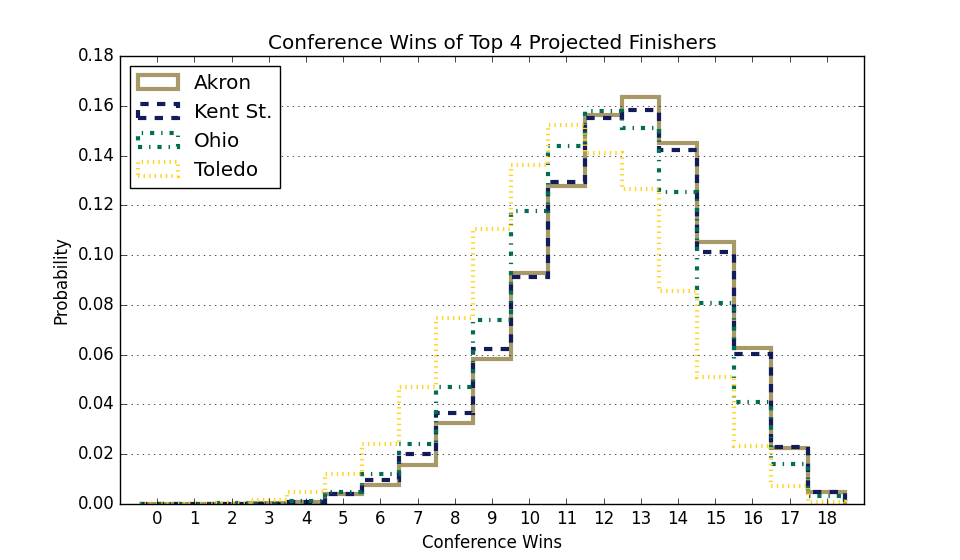 Conference Wins of Top 4 Projected Finishers
0.18
0.16
0.14
0.12
0.10
0.08
0.06
0.04
0.02
0.00
Probability
Akron
Kent St.
Ohio
Toledo
0 1 2 3 4 5 6 7 8 9 10 11 12 13 14 15 16 17 18
Conference Wins